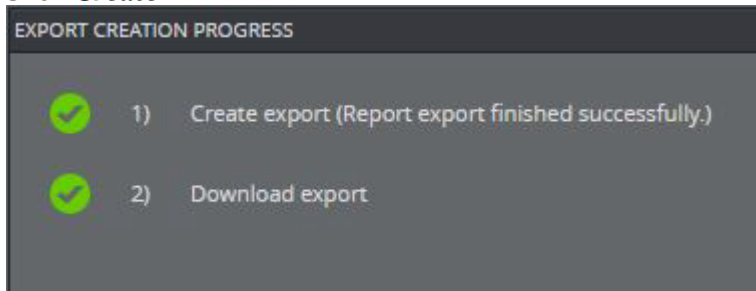 EXPORT CREATION PROGRESS
1) Create export (Report export finished successfully.)
2) Download export